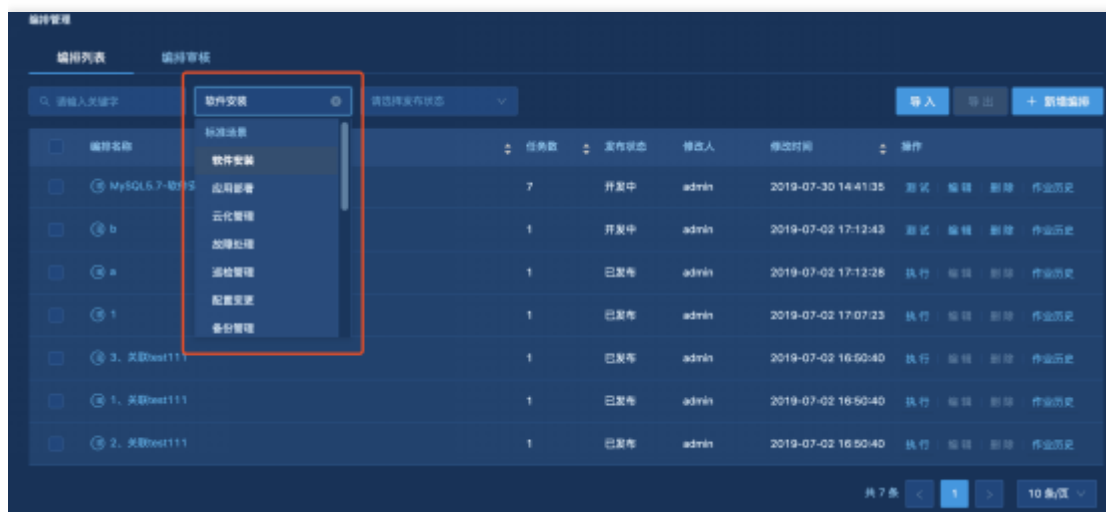 编排管理
编排列表 编排审核
请输入关键字 软件安装 请选择发布状态 导入 导出 + 新增编排
标准场景
软件安装
应用部署
云化管理
故障处理
巡检管理
配置变更
备份管理
编排名称 任务数 发布状态 修改人 修改时间 操作
MySQL5.7-软件安 7 开发中 admin 2019-07-30 14:41:35 测试 编辑 删除 作业历史
b 1 开发中 admin 2019-07-02 17:12:43 测试 编辑 删除 作业历史
a 1 已发布 admin 2019-07-02 17:12:28 执行 编辑 删除 作业历史
1 1 已发布 admin 2019-07-02 17:07:23 执行 编辑 删除 作业历史
3、关联test111 1 已发布 admin 2019-07-02 16:50:40 执行 编辑 删除 作业历史
1、关联test111 1 已发布 admin 2019-07-02 16:50:40 执行 编辑 删除 作业历史
2、关联test111 1 已发布 admin 2019-07-02 16:50:40 执行 编辑 删除 作业历史
共 7 条 < 1 > 10 条/页